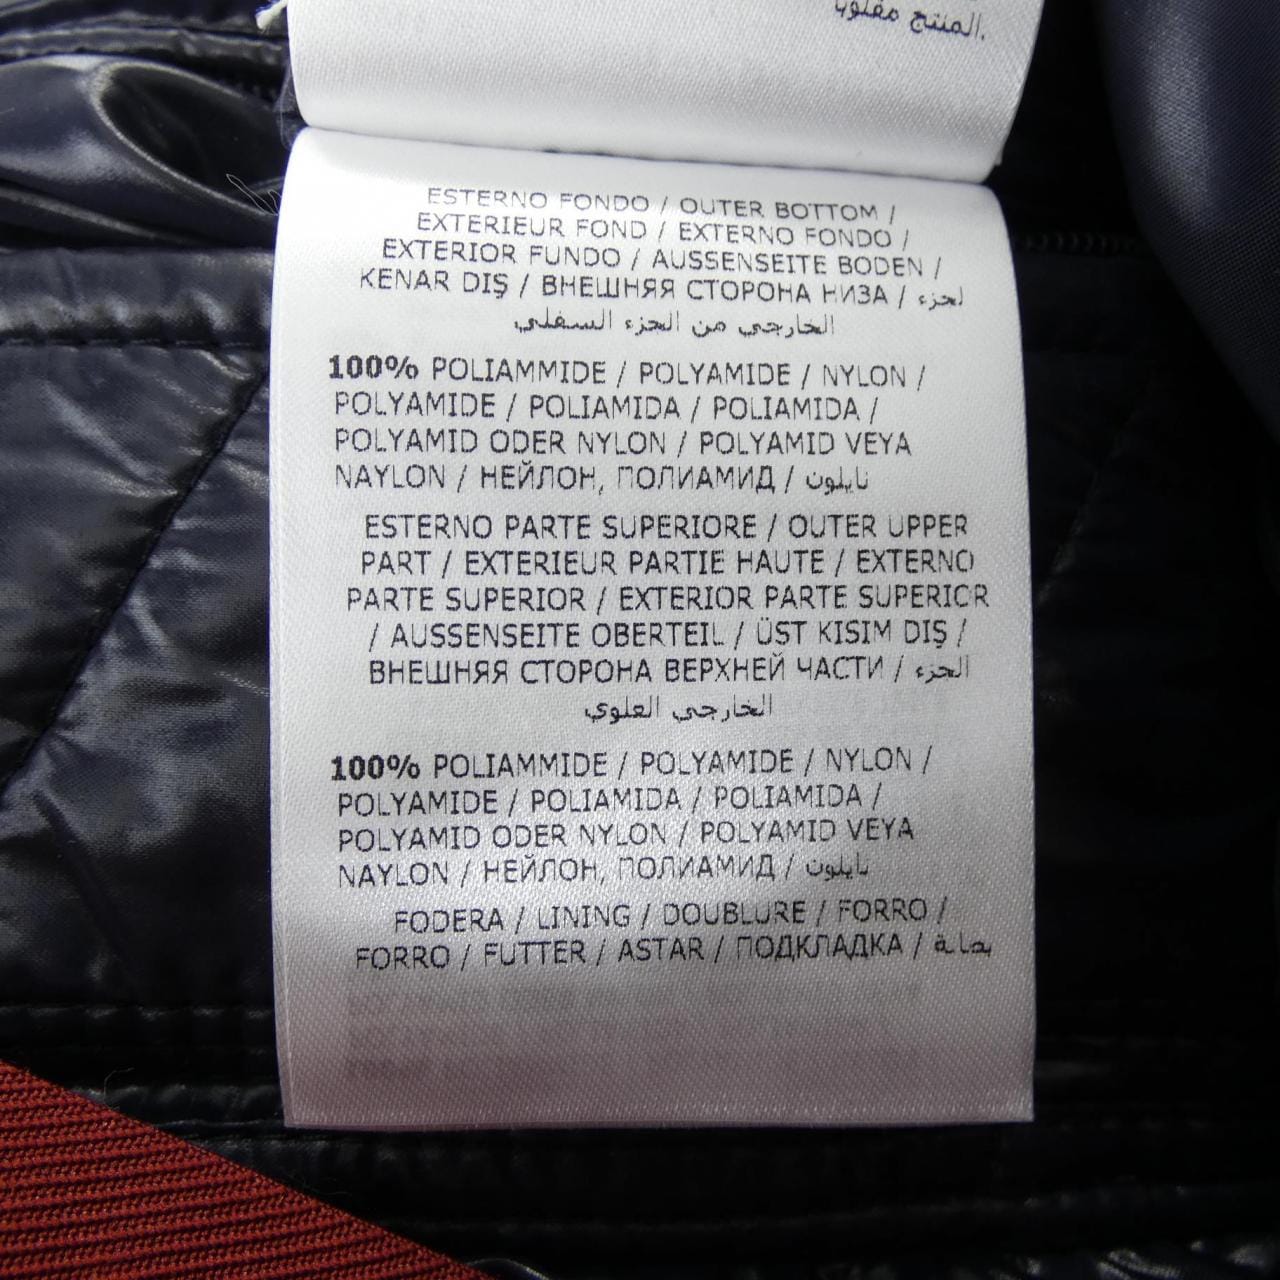 المنتج مقلوبا.
ESTERNO FONDO / OUTER BOTTOM /
EXTERIEUR FOND / EXTERNO FONDO /
EXTERIOR FUNDO / AUSSENSEITE BODEN /
KENAR DIŞ / ВНЕШНЯЯ СТОРОНА НИЗА / لجزء
الخارجي من الجزء السفلي
100% POLIAMMIDE / POLYAMIDE / NYLON /
POLYAMIDE / POLIAMIDA / POLIAMIDA /
POLYAMID ODER NYLON / POLYAMID VEYA
NAYLON / НЕЙЛОН, ПОЛИАМИД / نايلون
ESTERNO PARTE SUPERIORE / OUTER UPPER
PART / EXTERIEUR PARTIE HAUTE / EXTERNO
PARTE SUPERIOR / EXTERIOR PARTE SUPERIOR
/ AUSSENSEITE OBERTEIL / ÜST KISIM DIŞ /
ВНЕШНЯЯ СТОРОНА ВЕРХНЕЙ ЧАСТИ / الجزء
الخارجي العلوي
100% POLIAMMIDE / POLYAMIDE / NYLON /
POLYAMIDE / POLIAMIDA / POLIAMIDA /
POLYAMID ODER NYLON / POLYAMID VEYA
NAYLON / НЕЙЛОН, ПОЛИАМИД / نايلون
FODERA / LINING / DOUBLURE / FORRO /
FORRO / FUTTER / ASTAR / ПОДКЛАДКА /